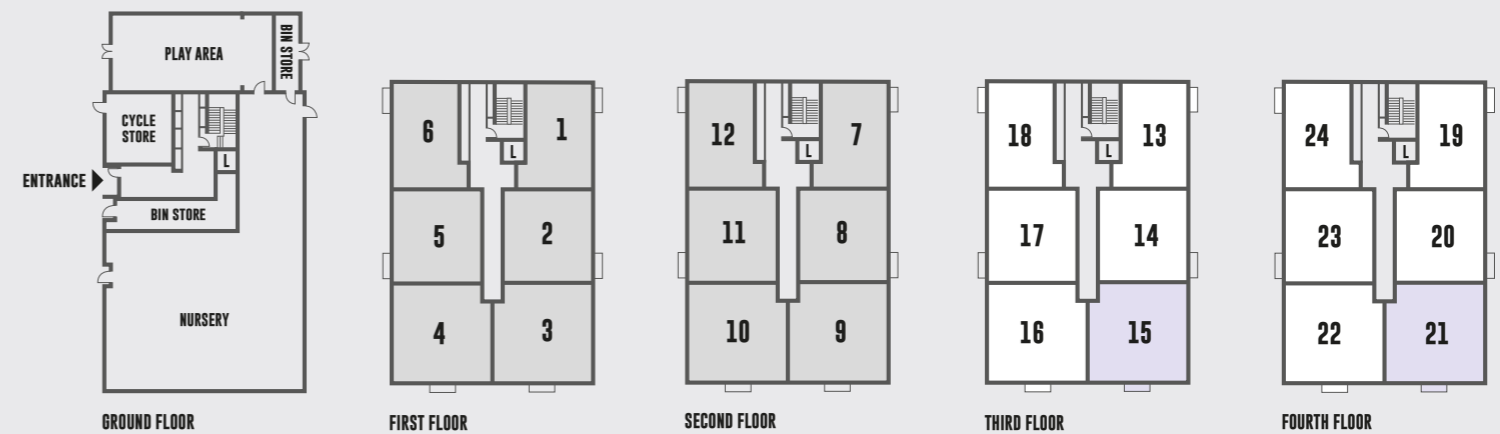 PLAY AREA
BIN STORE
CYCLE
STORE
L
ENTRANCE
BIN STORE
NURSERY
GROUND FLOOR
6
1
L
5
2
4
3
FIRST FLOOR
12
7
L
11
8
10
9
SECOND FLOOR
18
13
L
17
14
16
15
THIRD FLOOR
24
19
L
23
20
22
21
FOURTH FLOOR